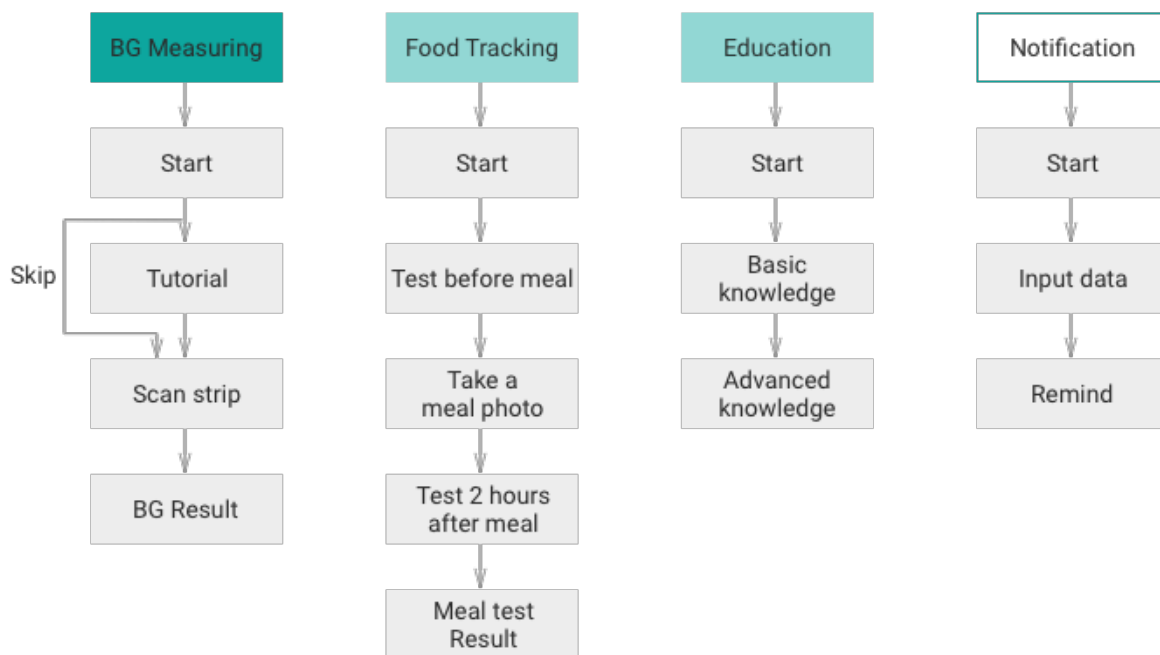 BG Measuring
Start
Skip
Tutorial
Scan strip
BG Result
Food Tracking
Start
Test before meal
Take a
meal photo
Test 2 hours
after meal
Meal test
Result
Education
Start
Basic
knowledge
Advanced
knowledge
Notification
Start
Input data
Remind